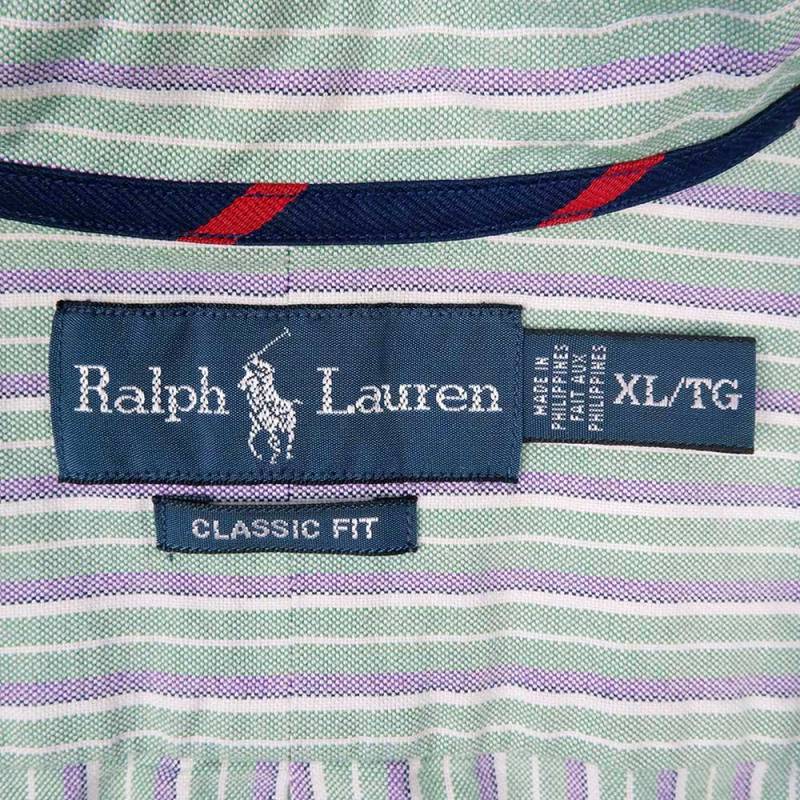 Ralph Lauren
MADE IN
PHILIPPINES
FAIT AUX
PHILIPPINES
XL/TG
CLASSIC FIT